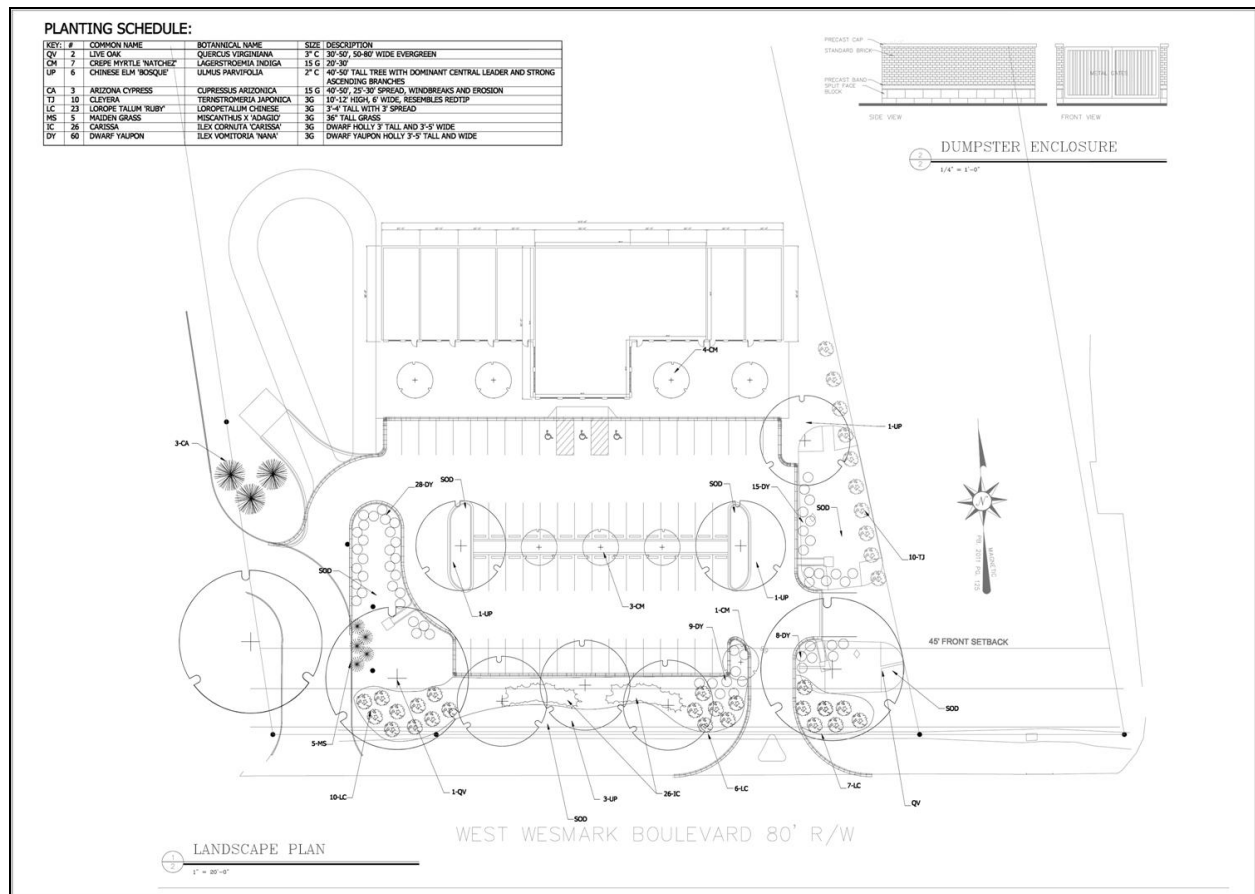 PLANTING SCHEDULE:
KEY: # COMMON NAME BOTANNICAL NAME SIZE DESCRIPTION
QV 2 LIVE OAK QUERCUS VIRGINIANA 3" C 30'-50', 50-80' WIDE EVERGREEN
CM 7 CREPE MYRTLE 'NATCHEZ' LAGERSTROEMIA INDIGA 15 G 20'-30'
UP 6 CHINESE ELM 'BOSQUE' ULMUS PARVIFOLIA 2" C 40'-50' TALL TREE WITH DOMINANT CENTRAL LEADER AND STRONG
ASCENDING BRANCHES
CA 3 ARIZONA CYPRESS CUPRESSUS ARIZONICA 15 G 40'-50', 25'-30' SPREAD, WINDBREAKS AND EROSION
TJ 10 CLEYERA TERNSTROMERIA JAPONICA 3G 10'-12' HIGH, 6' WIDE, RESEMBLES REDTIP
LC 23 LOROPE TALUM 'RUBY' LOROPETALUM CHINESE 3G 3'-4' TALL WITH 3' SPREAD
MS 5 MAIDEN GRASS MISCANTHUS X 'ADAGIO' 3G 36" TALL GRASS
IC 26 CARISSA ILEX CORNUTA 'CARISSA' 3G DWARF HOLLY 3' TALL AND 3'-5' WIDE
DY 60 DWARF YAUPON ILEX VOMITORIA 'NANA' 3G DWARF YAUPON HOLLY 3'-5' TALL AND WIDE
PRECAST CAP
STANDARD BRICK
PRECAST BAND
SPLIT FACE
BLOCK
METAL GATES
SIDE VIEW
FRONT VIEW
2
2
DUMPSTER ENCLOSURE
1/4" = 1'-0"
4-CM
3-CA
1-UP
SOD
28-DY
SOD
15-DY
SOD
N
MAGNETIC
10-TJ
SOD
1-UP
3-CM
1-UP
1-CM
9-DY
8-DY
45' FRONT SETBACK
SOD
5-MS
10-LC
1-QV
SOD
3-UP
26-IC
6-LC
7-LC
QV
WEST WESMARK BOULEVARD 80' R/W
1
2
LANDSCAPE PLAN
1" = 20'-0"